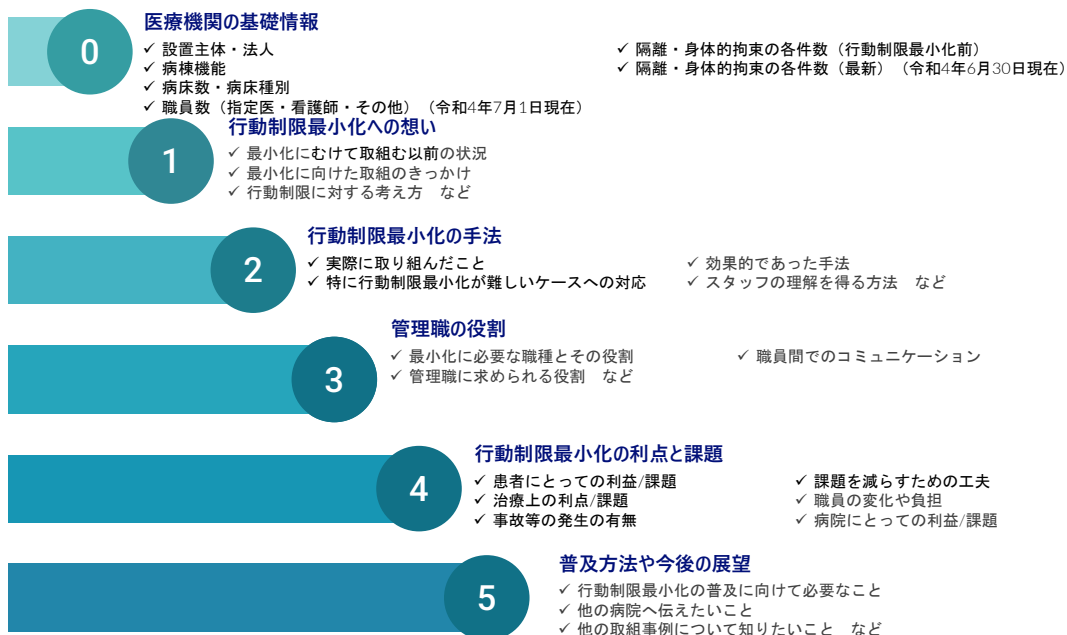 0
医療機関の基礎情報
✓ 設置主体・法人
✓ 病棟機能
✓ 病床数・病床種別
✓ 職員数（指定医・看護師・その他）（令和4年7月1日現在）
✓ 隔離・身体的拘束の各件数（行動制限最小化前）
✓ 隔離・身体的拘束の各件数（最新）（令和4年6月30日現在）
1
行動制限最小化への想い
✓ 最小化にむけて取組む以前の状況
✓ 最小化に向けた取組のきっかけ
✓ 行動制限に対する考え方　など
2
行動制限最小化の手法
✓ 実際に取り組んだこと
✓ 特に行動制限最小化が難しいケースへの対応
✓ 効果的であった手法
✓ スタッフの理解を得る方法　など
3
管理職の役割
✓ 最小化に必要な職種とその役割
✓ 管理職に求められる役割　など
✓ 職員間でのコミュニケーション
4
行動制限最小化の利点と課題
✓ 患者にとっての利益/課題
✓ 治療上の利点/課題
✓ 事故等の発生の有無
✓ 課題を減らすための工夫
✓ 職員の変化や負担
✓ 病院にとっての利益/課題
5
普及方法や今後の展望
✓ 行動制限最小化の普及に向けて必要なこと
✓ 他の病院へ伝えたいこと
✓ 他の取組事例について知りたいこと　など